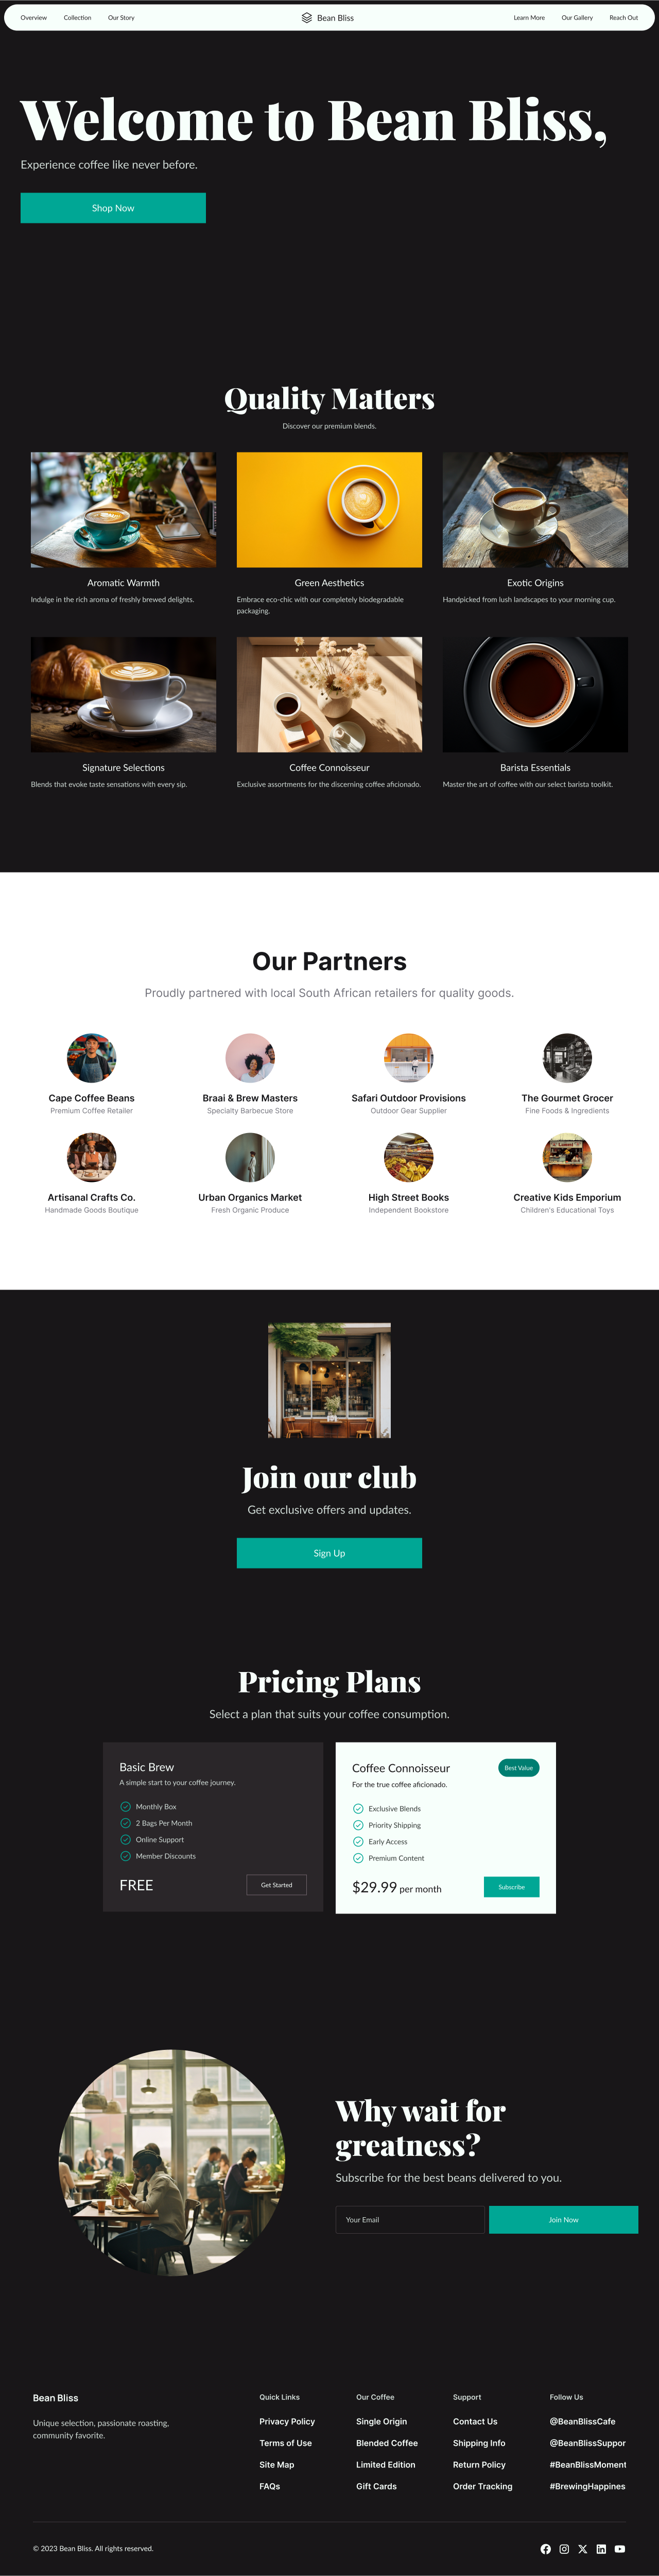 Overview
Collection
Our Story
Bean Bliss
Learn More
Our Gallery
Reach Out
Welcome to Bean Bliss,
Experience coffee like never before.
Shop Now
Quality Matters
Discover our premium blends.
Aromatic Warmth
Indulge in the rich aroma of freshly brewed delights.
Green Aesthetics
Embrace eco-chic with our completely biodegradable
packaging.
Exotic Origins
Handpicked from lush landscapes to your morning cup.
Signature Selections
Blends that evoke taste sensations with every sip.
Coffee Connoisseur
Exclusive assortments for the discerning coffee aficionado.
Barista Essentials
Master the art of coffee with our select barista toolkit.
Our Partners
Proudly partnered with local South African retailers for quality goods.
Cape Coffee Beans
Premium Coffee Retailer
Braai & Brew Masters
Specialty Barbecue Store
Safari Outdoor Provisions
Outdoor Gear Supplier
The Gourmet Grocer
Fine Foods & Ingredients
Artisanal Crafts Co.
Handmade Goods Boutique
Urban Organics Market
Fresh Organic Produce
High Street Books
Independent Bookstore
Creative Kids Emporium
Children's Educational Toys
Join our club
Get exclusive offers and updates.
Sign Up
Pricing Plans
Select a plan that suits your coffee consumption.
Basic Brew
A simple start to your coffee journey.
Monthly Box
2 Bags Per Month
Online Support
Member Discounts
FREE
Get Started
Coffee Connoisseur
Best Value
For the true coffee aficionado.
Exclusive Blends
Priority Shipping
Early Access
Premium Content
$29.99 per month
Subscribe
Why wait for
greatness?
Subscribe for the best beans delivered to you.
Your Email
Join Now
Bean Bliss
Unique selection, passionate roasting,
community favorite.
Quick Links
Privacy Policy
Terms of Use
Site Map
FAQs
Our Coffee
Single Origin
Blended Coffee
Limited Edition
Gift Cards
Support
Contact Us
Shipping Info
Return Policy
Order Tracking
Follow Us
@BeanBlissCafe
@BeanBlissSuppor
#BeanBlissMoment
#BrewingHappines
© 2023 Bean Bliss. All rights reserved.